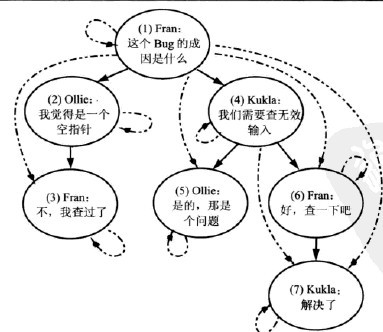 (1) Fran:
这个 Bug 的成
因是什么
(2) Ollie:
我觉得是一个
空指针
(4) Kukla:
我们需要查无效
输入
(3) Fran:
不，我查过了
(5) Ollie:
是的，那是
个问题
(6) Fran:
好，查一下吧
(7) Kukla:
解决了